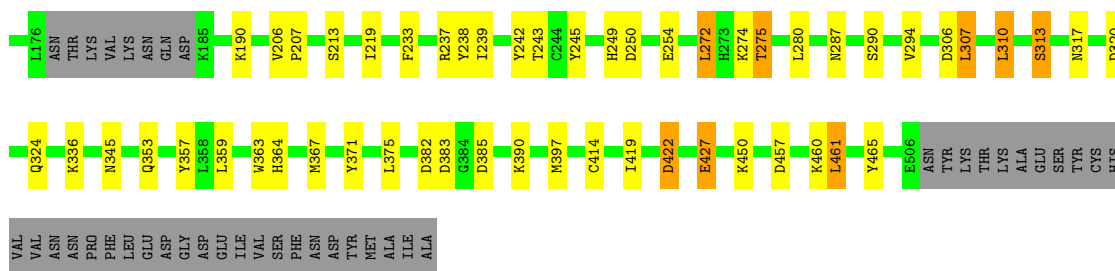 L176 ASN THR LYS VAL LYS ASN GLN ASP K185 K190 V206 P207 S213 I219 F233 R237 Y238 I239 Y242 T243 C244 Y245 H249 D250 E254 L272 H273 K274 T275 L280 N287 S290 V294 D306 L307 L310 S313 N317
Q324 K336 N345 Q353 Y357 L358 L359 W363 H364 M367 Y371 L375 D382 D383 G384 D385 K390 M397 C414 I419 D422 E427 K450 D457 K460 L461 Y465 E506 ASN TYR LYS THR LYS ALA GLU SER TYR CYS
VAL VAL ASN ASN PRO PHE LEU GLU ASP GLY ASP GLU ILE VAL SER PHE ASN ASP TYR MET ALA ILE ALA